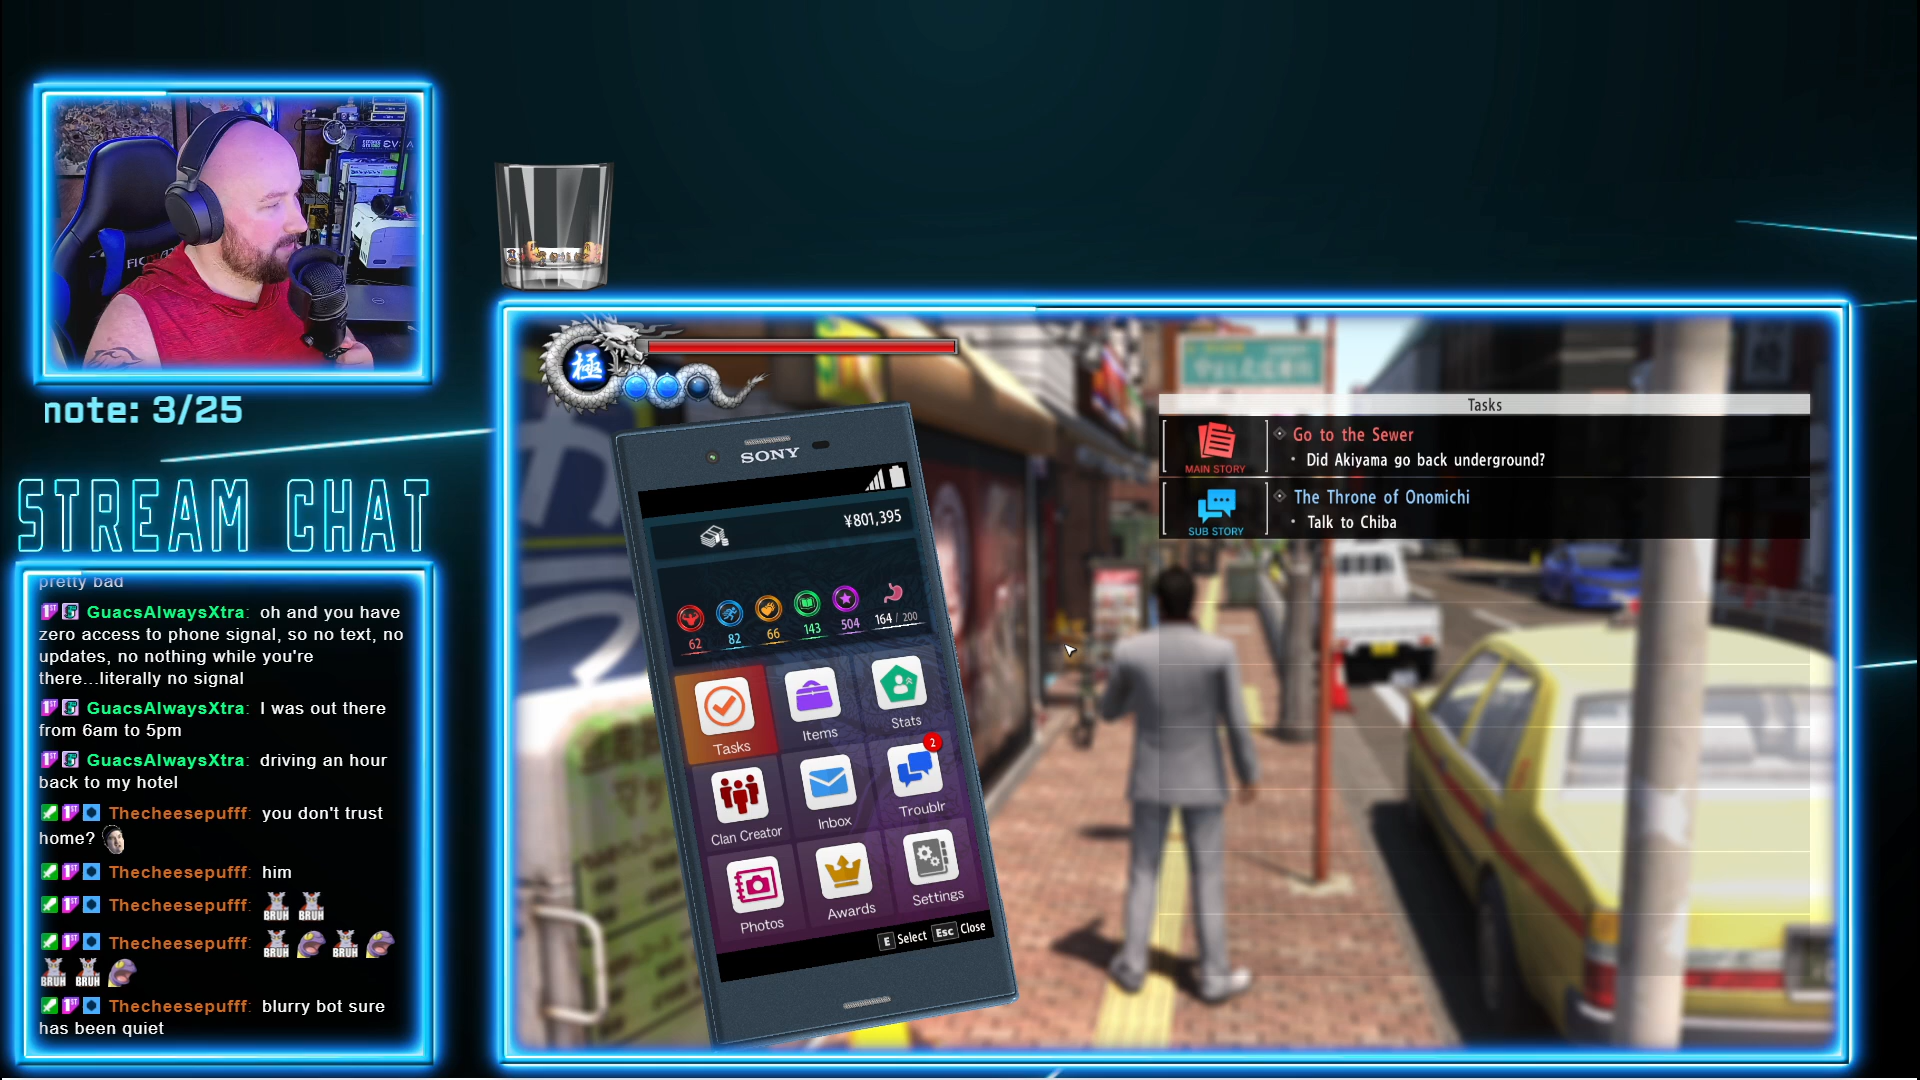 note: 3/25
STREAM CHAT
pretty bad
GuacsAlwaysXtra: oh and you have
zero access to phone signal, so no text, no
updates, no nothing while you're
there...literally no signal
GuacsAlwaysXtra: I was out there
from 6am to 5pm
GuacsAlwaysXtra: driving an hour
back to my hotel
Thecheesepufff: you don't trust
home?
Thecheesepufff: him
Thecheesepufff: BRUH BRUH
Thecheesepufff: BRUH BRUH
BRUH BRUH
Thecheesepufff: blurry bot sure
has been quiet
極
SONY
¥801,395
62 82 66 143 504 164 / 200
Tasks Items Stats
2
Clan Creator Inbox Troublr
Photos Awards Settings
E Select Esc Close
Tasks
Go to the Sewer
MAIN STORY
・ Did Akiyama go back underground?
The Throne of Onomichi
SUB STORY
・ Talk to Chiba